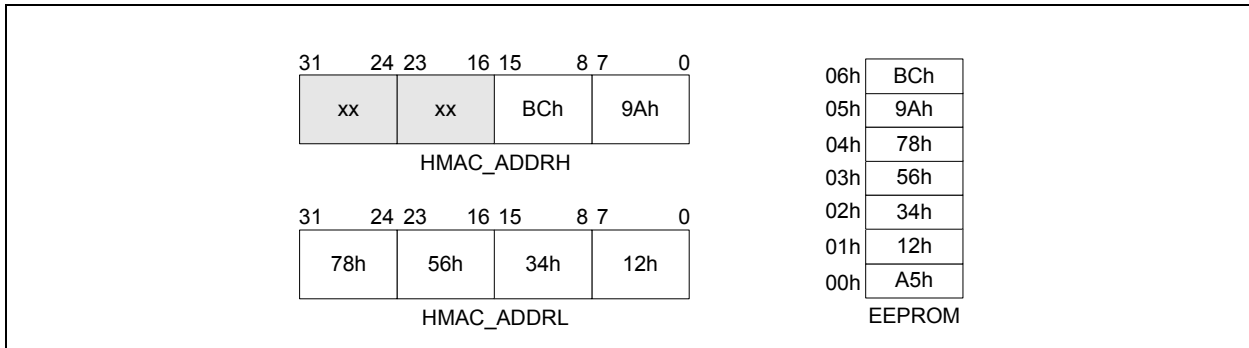 31 24 23 16 15 8 7 0
xx xx BCh 9Ah
HMAC_ADDRH
31 24 23 16 15 8 7 0
78h 56h 34h 12h
HMAC_ADDRL
06h BCh
05h 9Ah
04h 78h
03h 56h
02h 34h
01h 12h
00h A5h
EEPROM